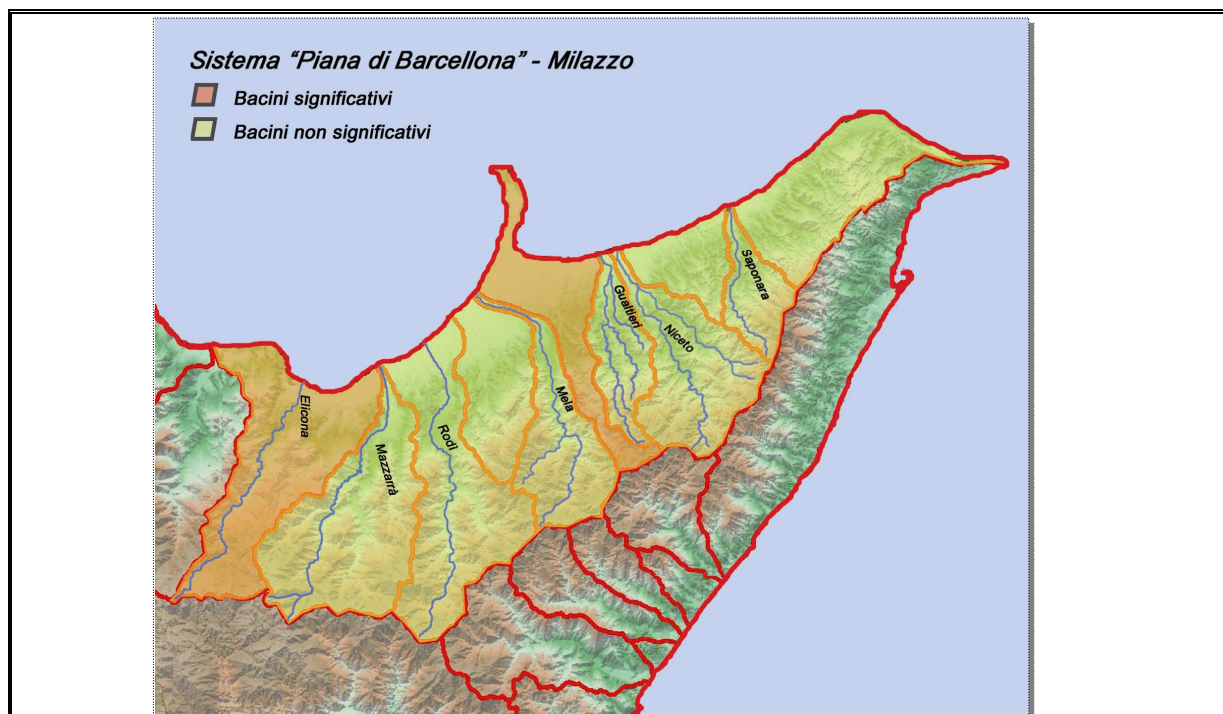 Sistema “Piana di Barcellona” - Milazzo
Bacini significativi
Bacini non significativi
Saponara
Gualtieri
Niceto
Elicona
Mela
Rodì
Mazzarrà